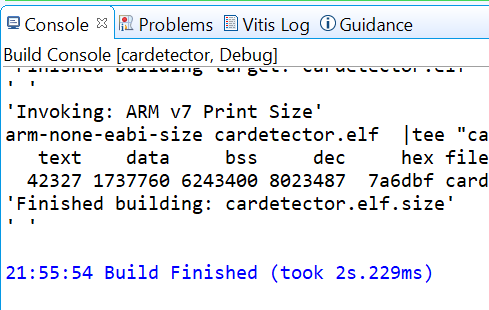 Console Problems Vitis Log Guidance
Build Console [cardetector, Debug]
'Finished building target: cardetector.elf'
' '
'Invoking: ARM v7 Print Size'
arm-none-eabi-size cardetector.elf |tee "ca
text data bss dec hex file
42327 1737760 6243400 8023487 7a6dbf card
'Finished building: cardetector.elf.size'
' '
21:55:54 Build Finished (took 2s.229ms)